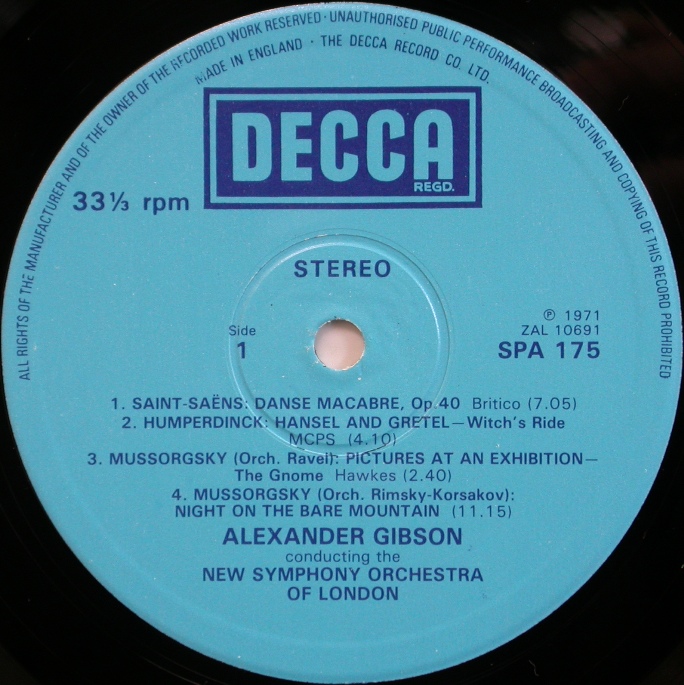 ALL RIGHTS OF THE MANUFACTURER AND OF THE OWNER OF THE RECORDED WORK RESERVED · UNAUTHORISED PUBLIC PERFORMANCE BROADCASTING AND COPYING OF THIS RECORD PROHIBITED
MADE IN ENGLAND · THE DECCA RECORD CO. LTD.
DECCA
REGD.
33⅓ rpm
STEREO
Side
1
℗ 1971
ZAL 10691
SPA 175
1. SAINT-SAËNS: DANSE MACABRE, Op.40 Britico (7.05)
2. HUMPERDINCK: HANSEL AND GRETEL—Witch's Ride
MCPS (4.10)
3. MUSSORGSKY (Orch. Ravel): PICTURES AT AN EXHIBITION—
The Gnome Hawkes (2.40)
4. MUSSORGSKY (Orch. Rimsky-Korsakov):
NIGHT ON THE BARE MOUNTAIN (11.15)
ALEXANDER GIBSON
conducting the
NEW SYMPHONY ORCHESTRA
OF LONDON